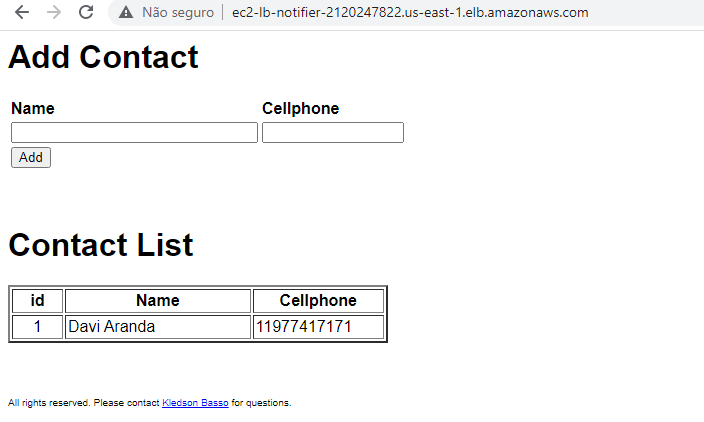 Não seguro | ec2-lb-notifier-2120247822.us-east-1.elb.amazonaws.com
Add Contact
Name Cellphone
Add
Contact List
id Name Cellphone
1 Davi Aranda 11977417171
All rights reserved. Please contact Kledson Basso for questions.